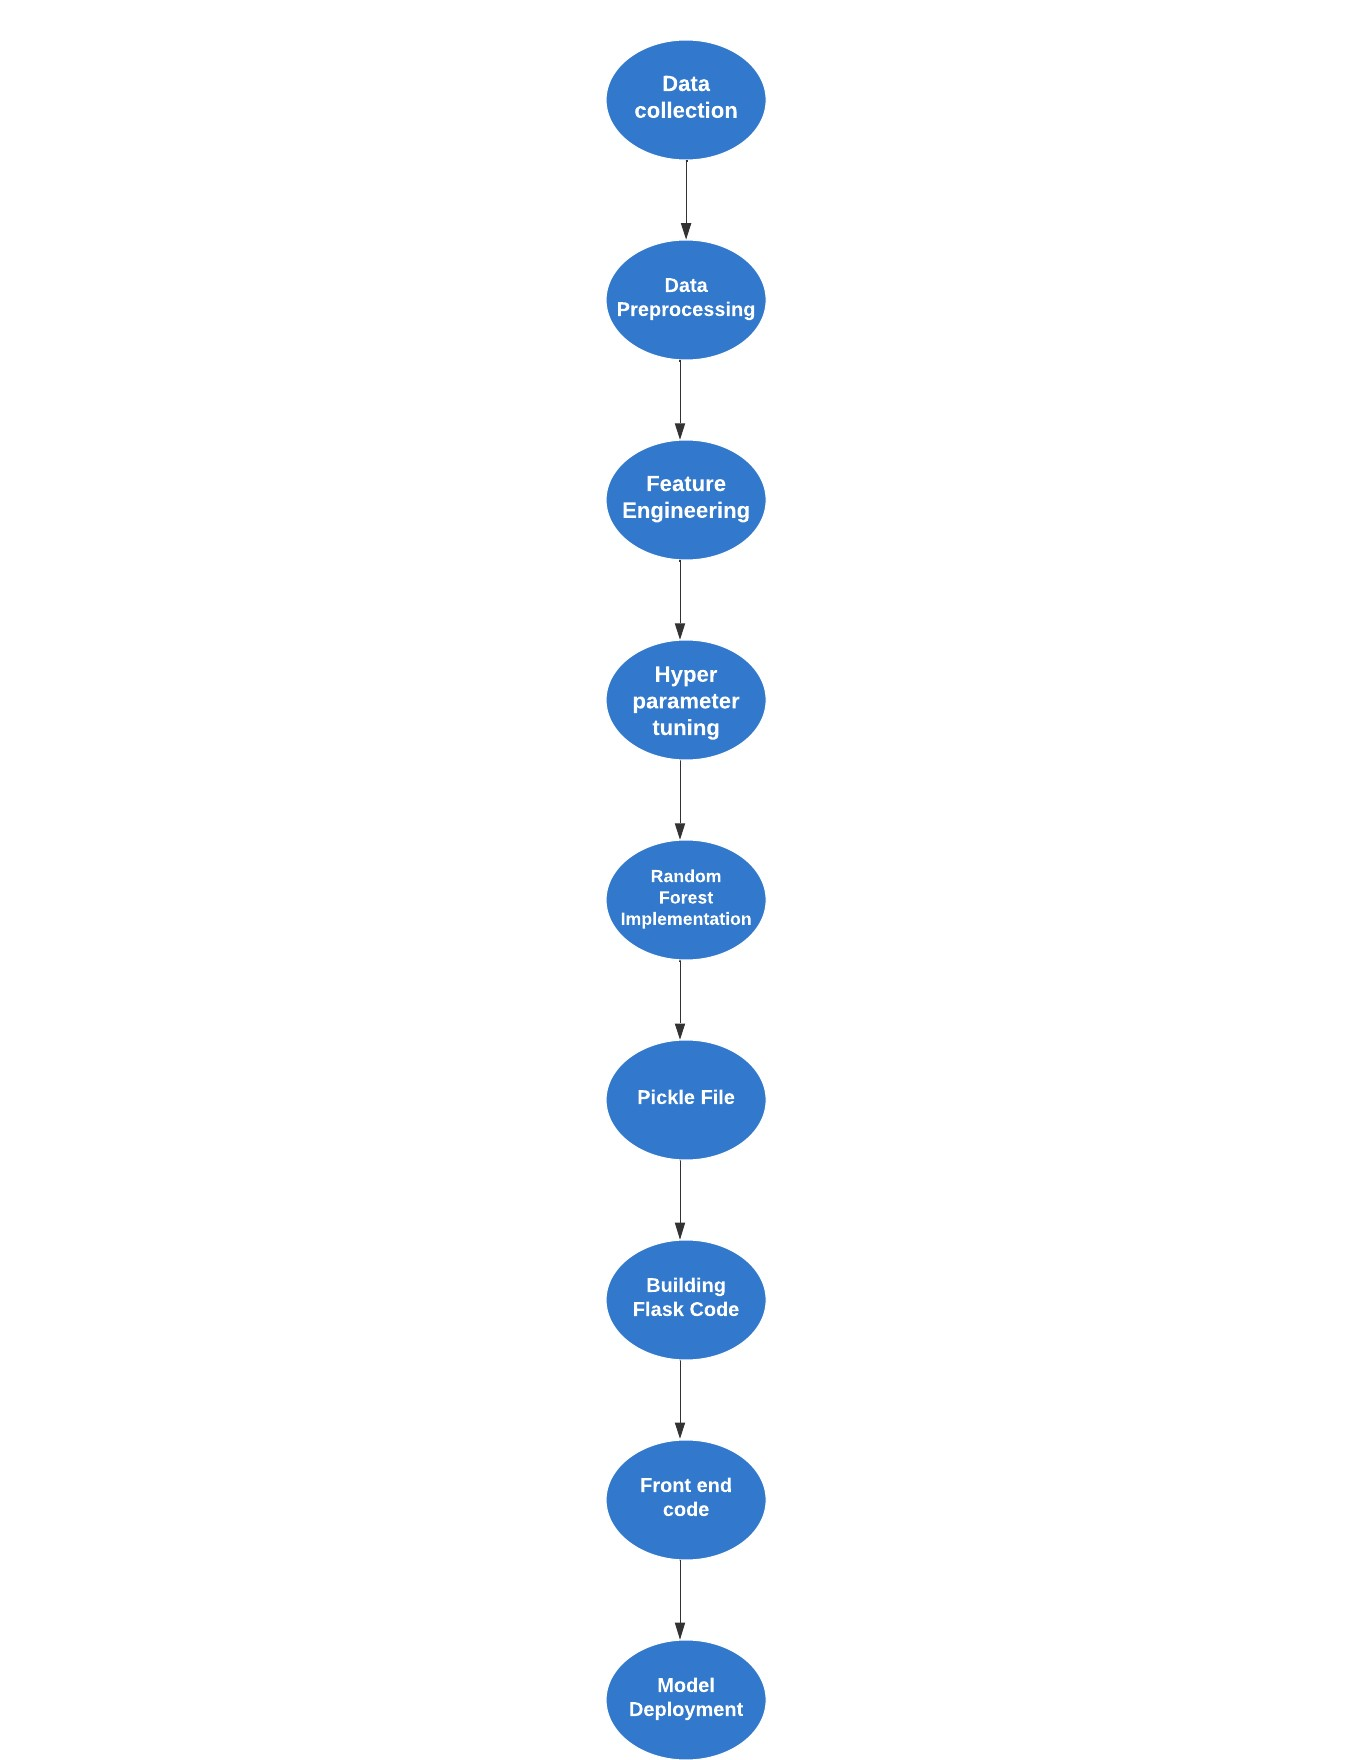 Data
collection
Data
Preprocessing
Feature
Engineering
Hyper
parameter
tuning
Random
Forest
Implementation
Pickle File
Building
Flask Code
Front end
code
Model
Deployment